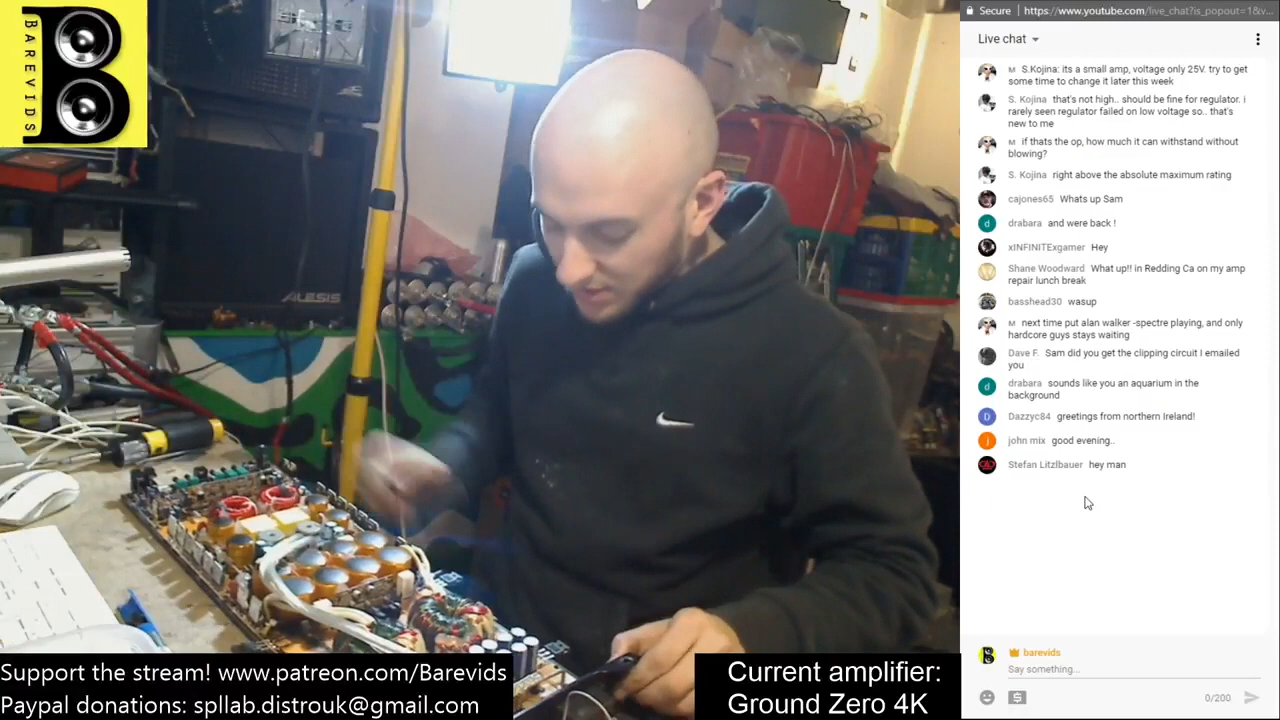 BAREVIDS
B
ALESIS
Support the stream! www.patreon.com/Barevids
Paypal donations: spllab.distrouk@gmail.com
Current amplifier:
Ground Zero 4K
Secure | https://www.youtube.com/live_chat?is_popout=1&v...
Live chat
M S.Kojina: its a small amp, voltage only 25V. try to get
some time to change it later this week
S. Kojina that's not high.. should be fine for regulator. i
rarely seen regulator failed on low voltage so.. that's
new to me
M if thats the op, how much it can withstand without
blowing?
S. Kojina right above the absolute maximum rating
cajones65 Whats up Sam
d drabara and were back !
xINFINITExgamer Hey
Shane Woodward What up!! in Redding Ca on my amp
repair lunch break
basshead30 wasup
M next time put alan walker -spectre playing, and only
hardcore guys stays waiting
Dave F. Sam did you get the clipping circuit I emailed
you
d drabara sounds like you an aquarium in the
background
D Dazzyc84 greetings from northern Ireland!
j john mix good evening..
Stefan Litzlbauer hey man
barevids
Say something...
0/200